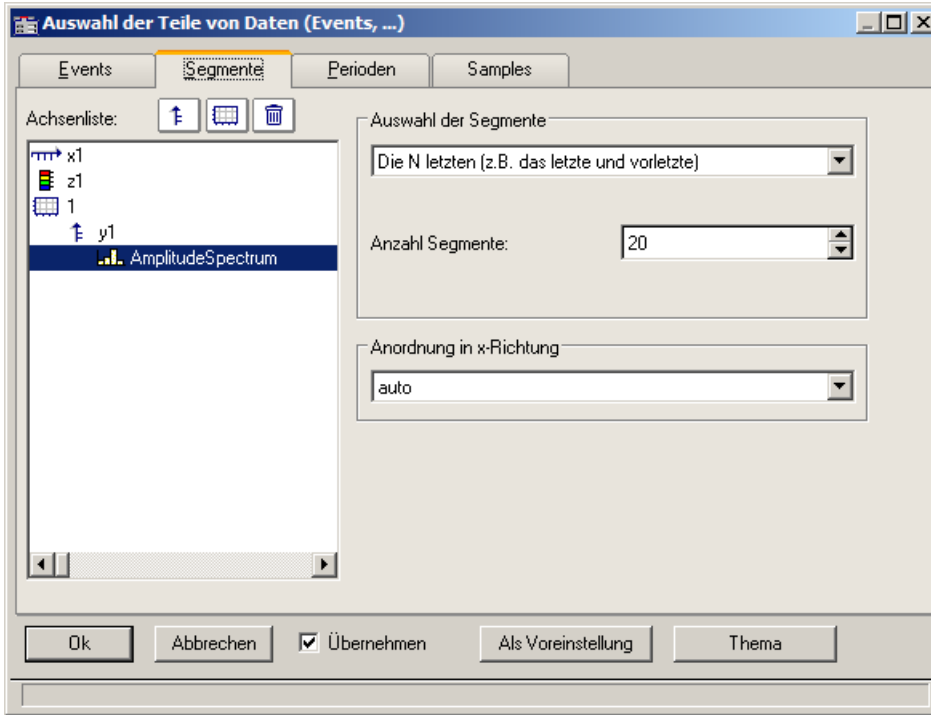 Auswahl der Teile von Daten (Events, ...)
Events Segmente Perioden Samples
Achsenliste:
x1
z1
1
y1
AmplitudeSpectrum
Auswahl der Segmente
Die N letzten (z.B. das letzte und vorletzte)
Anzahl Segmente: 20
Anordnung in x-Richtung
auto
Ok Abbrechen Übernehmen Als Voreinstellung Thema